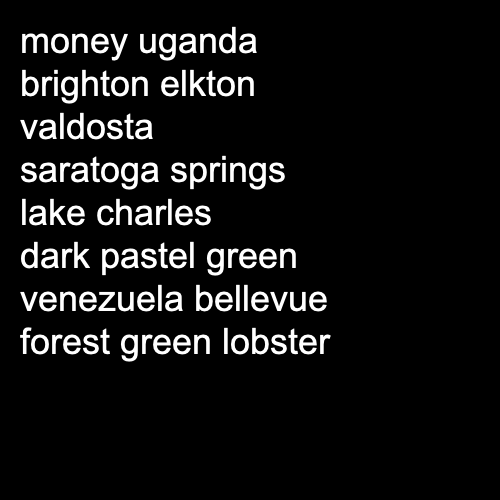 money uganda
brighton elkton
valdosta
saratoga springs
lake charles
dark pastel green
venezuela bellevue
forest green lobster